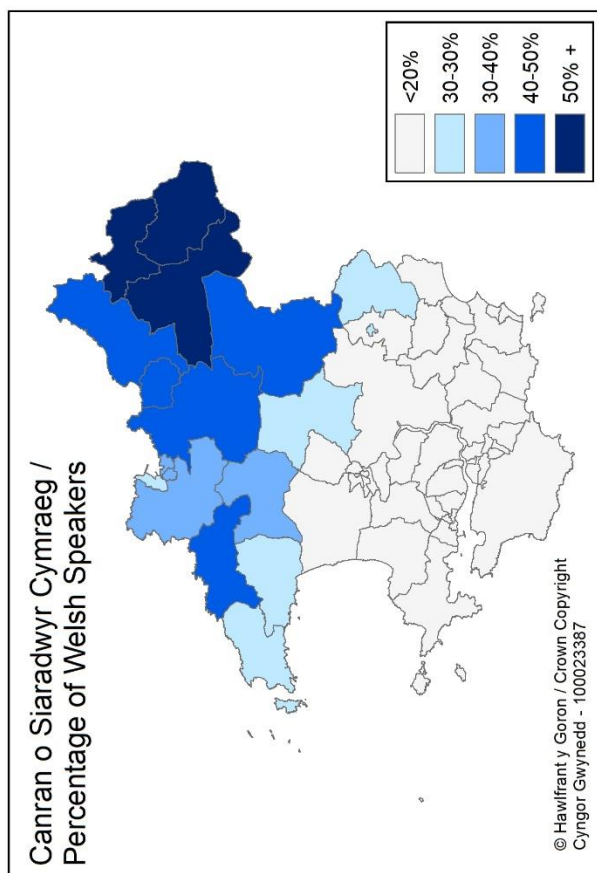 Canran o Siaradwyr Cymraeg /
Percentage of Welsh Speakers
<20%
30-30%
30-40%
40-50%
50% +
© Hawlfraint y Goron / Crown Copyright
Cyngor Gwynedd - 100023387